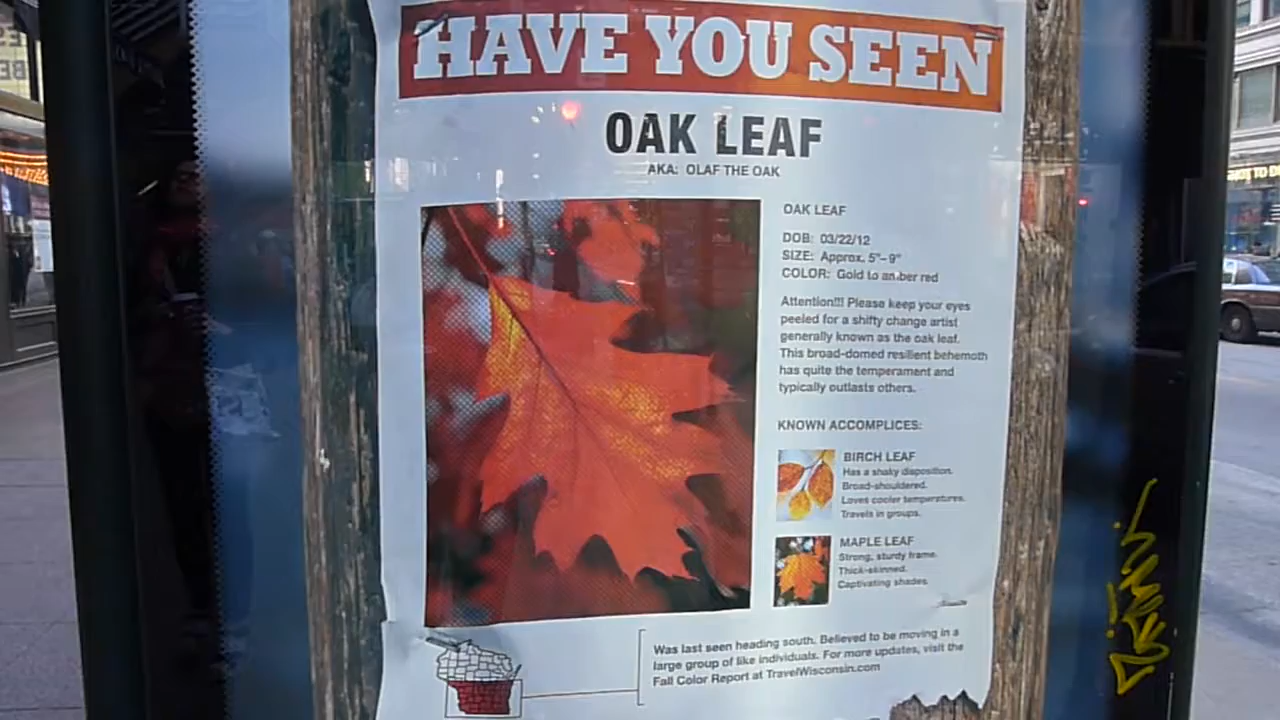 HAVE YOU SEEN
OAK LEAF
AKA: OLAF THE OAK
OAK LEAF
DOB: 03/22/12
SIZE: Approx. 5"-9"
COLOR: Gold to amber red
Attention!!! Please keep your eyes
peeled for a shifty change artist
generally known as the oak leaf.
This broad-domed resilient behemoth
has quite the temperament and
typically outlasts others.
KNOWN ACCOMPLICES:
BIRCH LEAF
Has a shaky disposition.
Broad-shouldered.
Loves cooler temperatures.
Travels in groups.
MAPLE LEAF
Strong, sturdy frame.
Thick-skinned.
Captivating shades.
Was last seen heading south. Believed to be moving in a
large group of like individuals. For more updates, visit the
Fall Color Report at TravelWisconsin.com